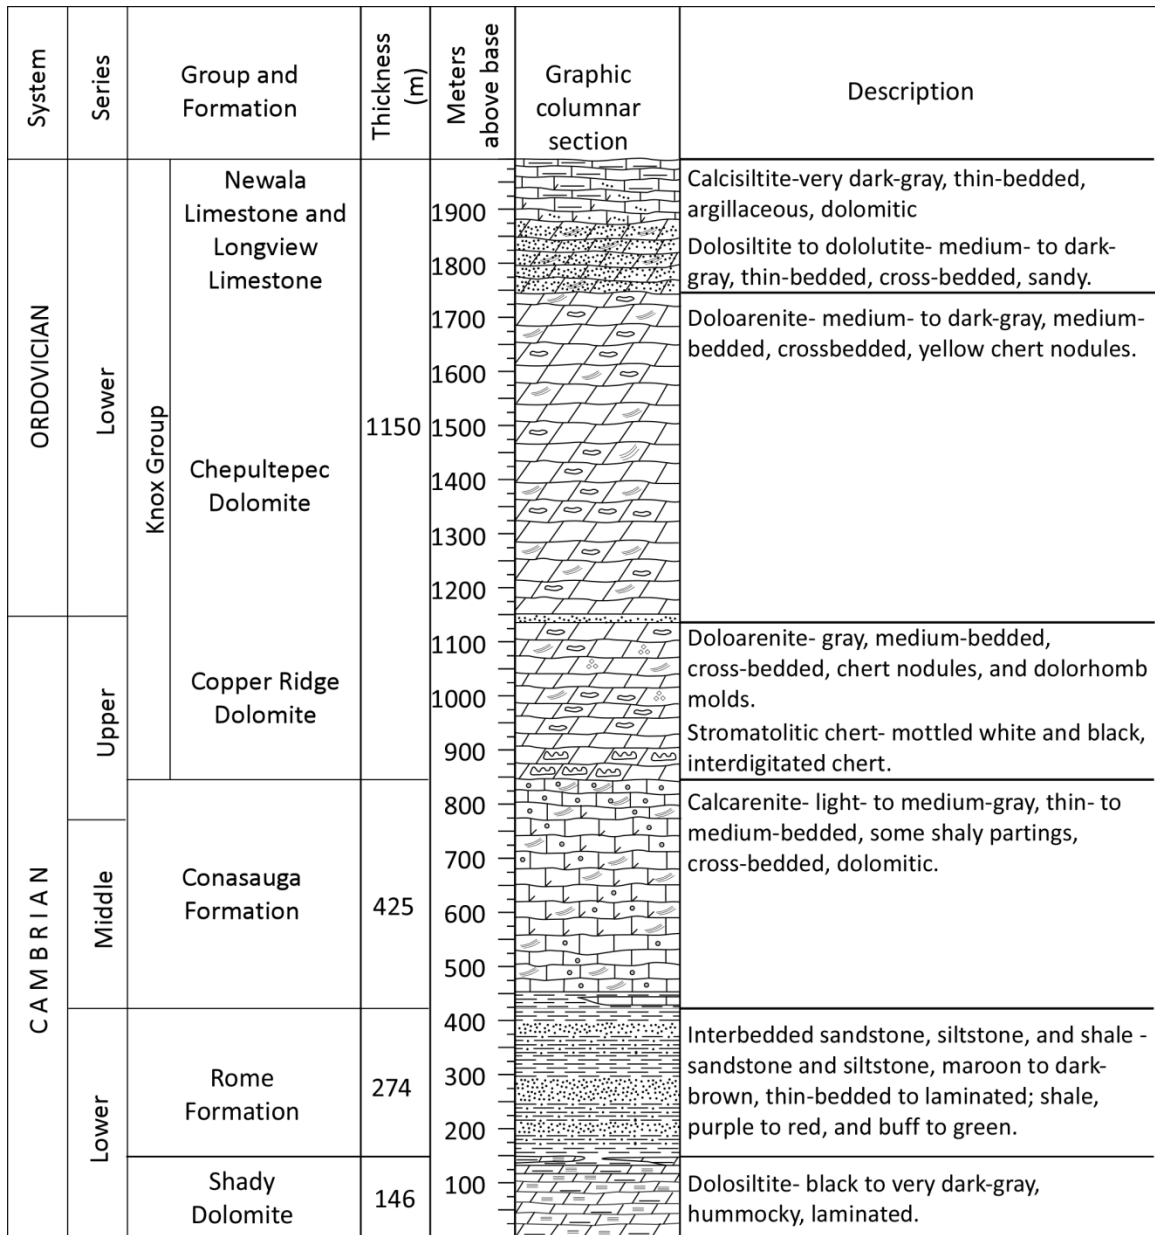 System
Series
Group and
Formation
Thickness
(m)
Meters
above base
Graphic
columnar
section
Description
ORDOVICIAN
Lower
Knox Group
Newala
Limestone and
Longview
Limestone
Chepultepec
Dolomite
1150
1900
1800
1700
1600
1500
1400
1300
1200
Calcisiltite-very dark-gray, thin-bedded,
argillaceous, dolomitic
Dolosiltite to dololutite- medium- to dark-
gray, thin-bedded, cross-bedded, sandy.
Doloarenite- medium- to dark-gray, medium-
bedded, crossbedded, yellow chert nodules.
CAMBRIAN
Upper
Copper Ridge
Dolomite
1100
1000
900
Doloarenite- gray, medium-bedded,
cross-bedded, chert nodules, and dolorhomb
molds.
Stromatolitic chert- mottled white and black,
interdigitated chert.
Middle
Conasauga
Formation
425
800
700
600
500
Calcarenite- light- to medium-gray, thin- to
medium-bedded, some shaly partings,
cross-bedded, dolomitic.
Lower
Rome
Formation
274
400
300
200
Interbedded sandstone, siltstone, and shale -
sandstone and siltstone, maroon to dark-
brown, thin-bedded to laminated; shale,
purple to red, and buff to green.
Shady
Dolomite
146
100
Dolosiltite- black to very dark-gray,
hummocky, laminated.